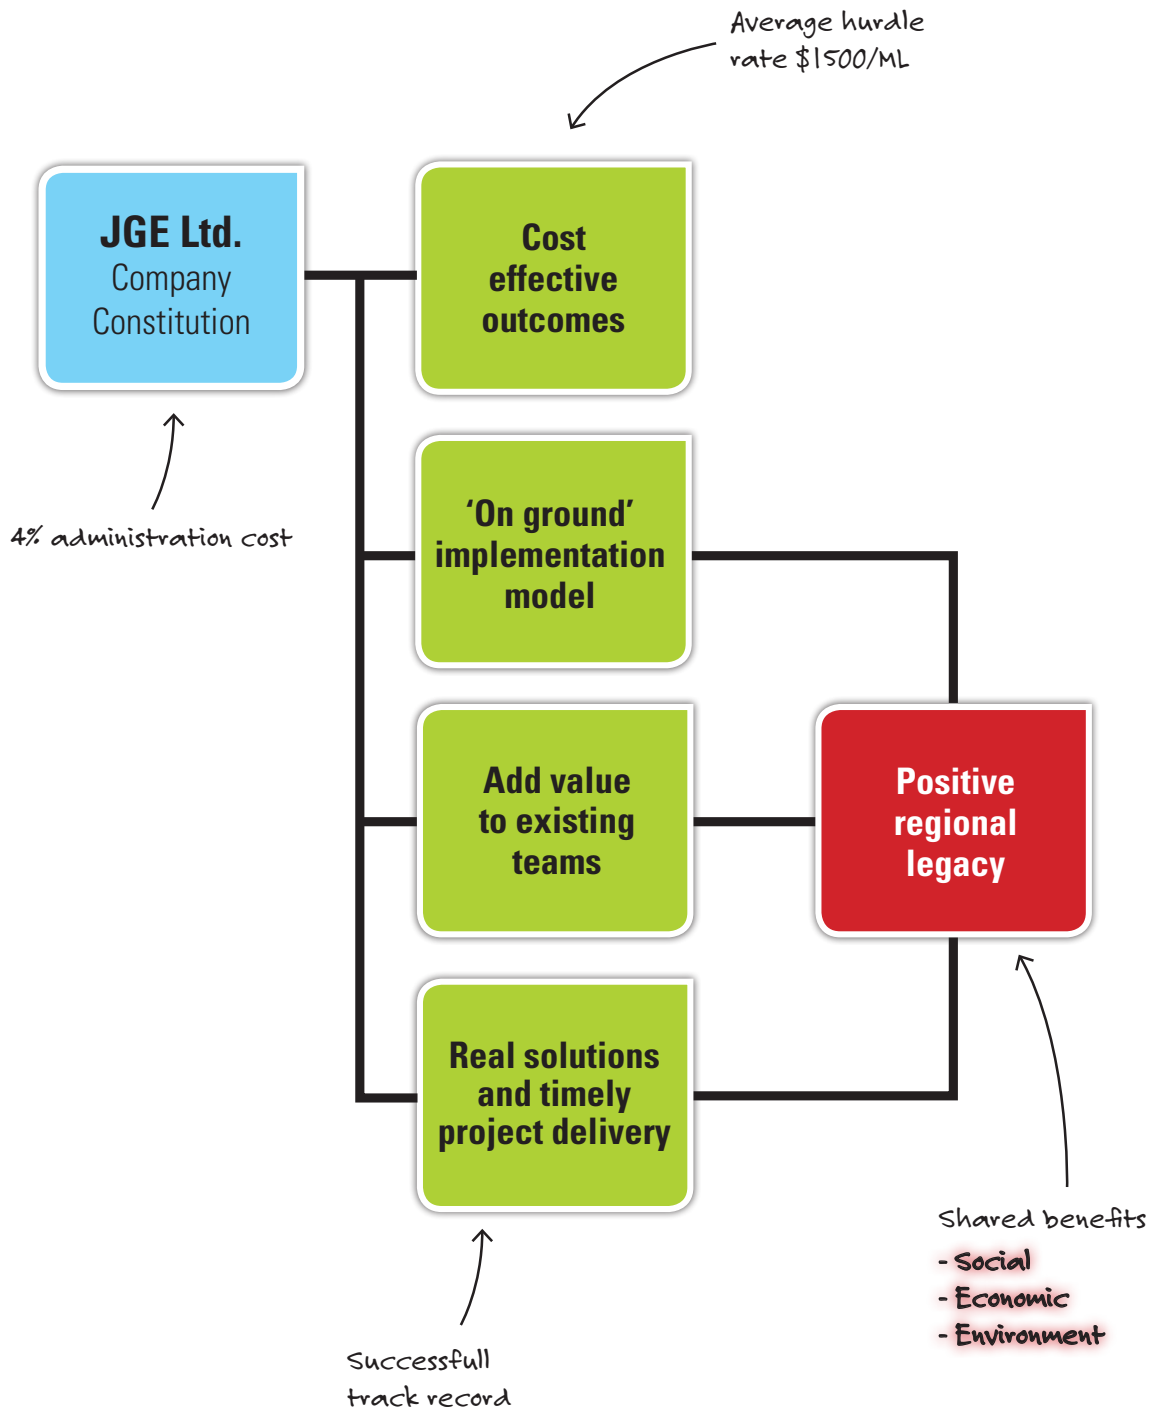 Average hurdle
rate $1500/ML
JGE Ltd.
Company
Constitution
Cost
effective
outcomes
4% administration cost
‘On ground’
implementation
model
Add value
to existing
teams
Positive
regional
legacy
Real solutions
and timely
project delivery
Shared benefits
- Social
- Economic
- Environment
Successfull
track record